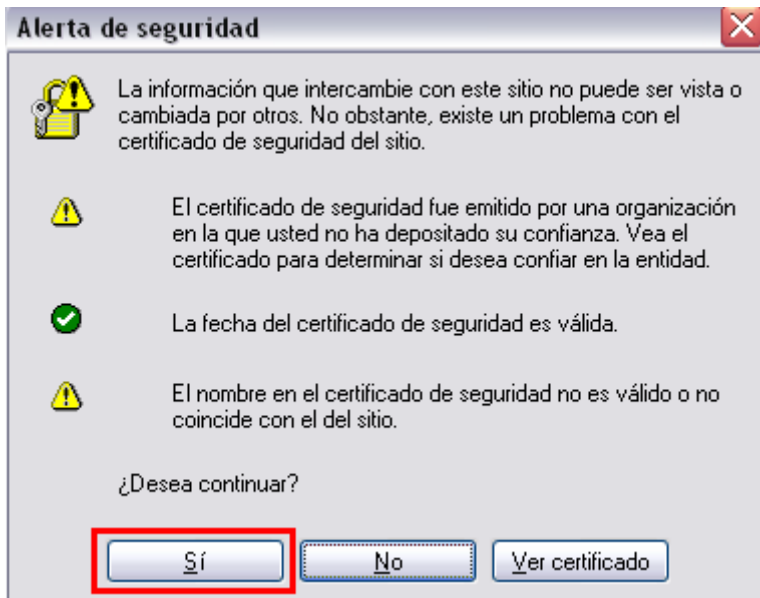 Alerta de seguridad
La información que intercambie con este sitio no puede ser vista o
cambiada por otros. No obstante, existe un problema con el
certificado de seguridad del sitio.
El certificado de seguridad fue emitido por una organización
en la que usted no ha depositado su confianza. Vea el
certificado para determinar si desea confiar en la entidad.
La fecha del certificado de seguridad es válida.
El nombre en el certificado de seguridad no es válido o no
coincide con el del sitio.
¿Desea continuar?
Sí No Ver certificado